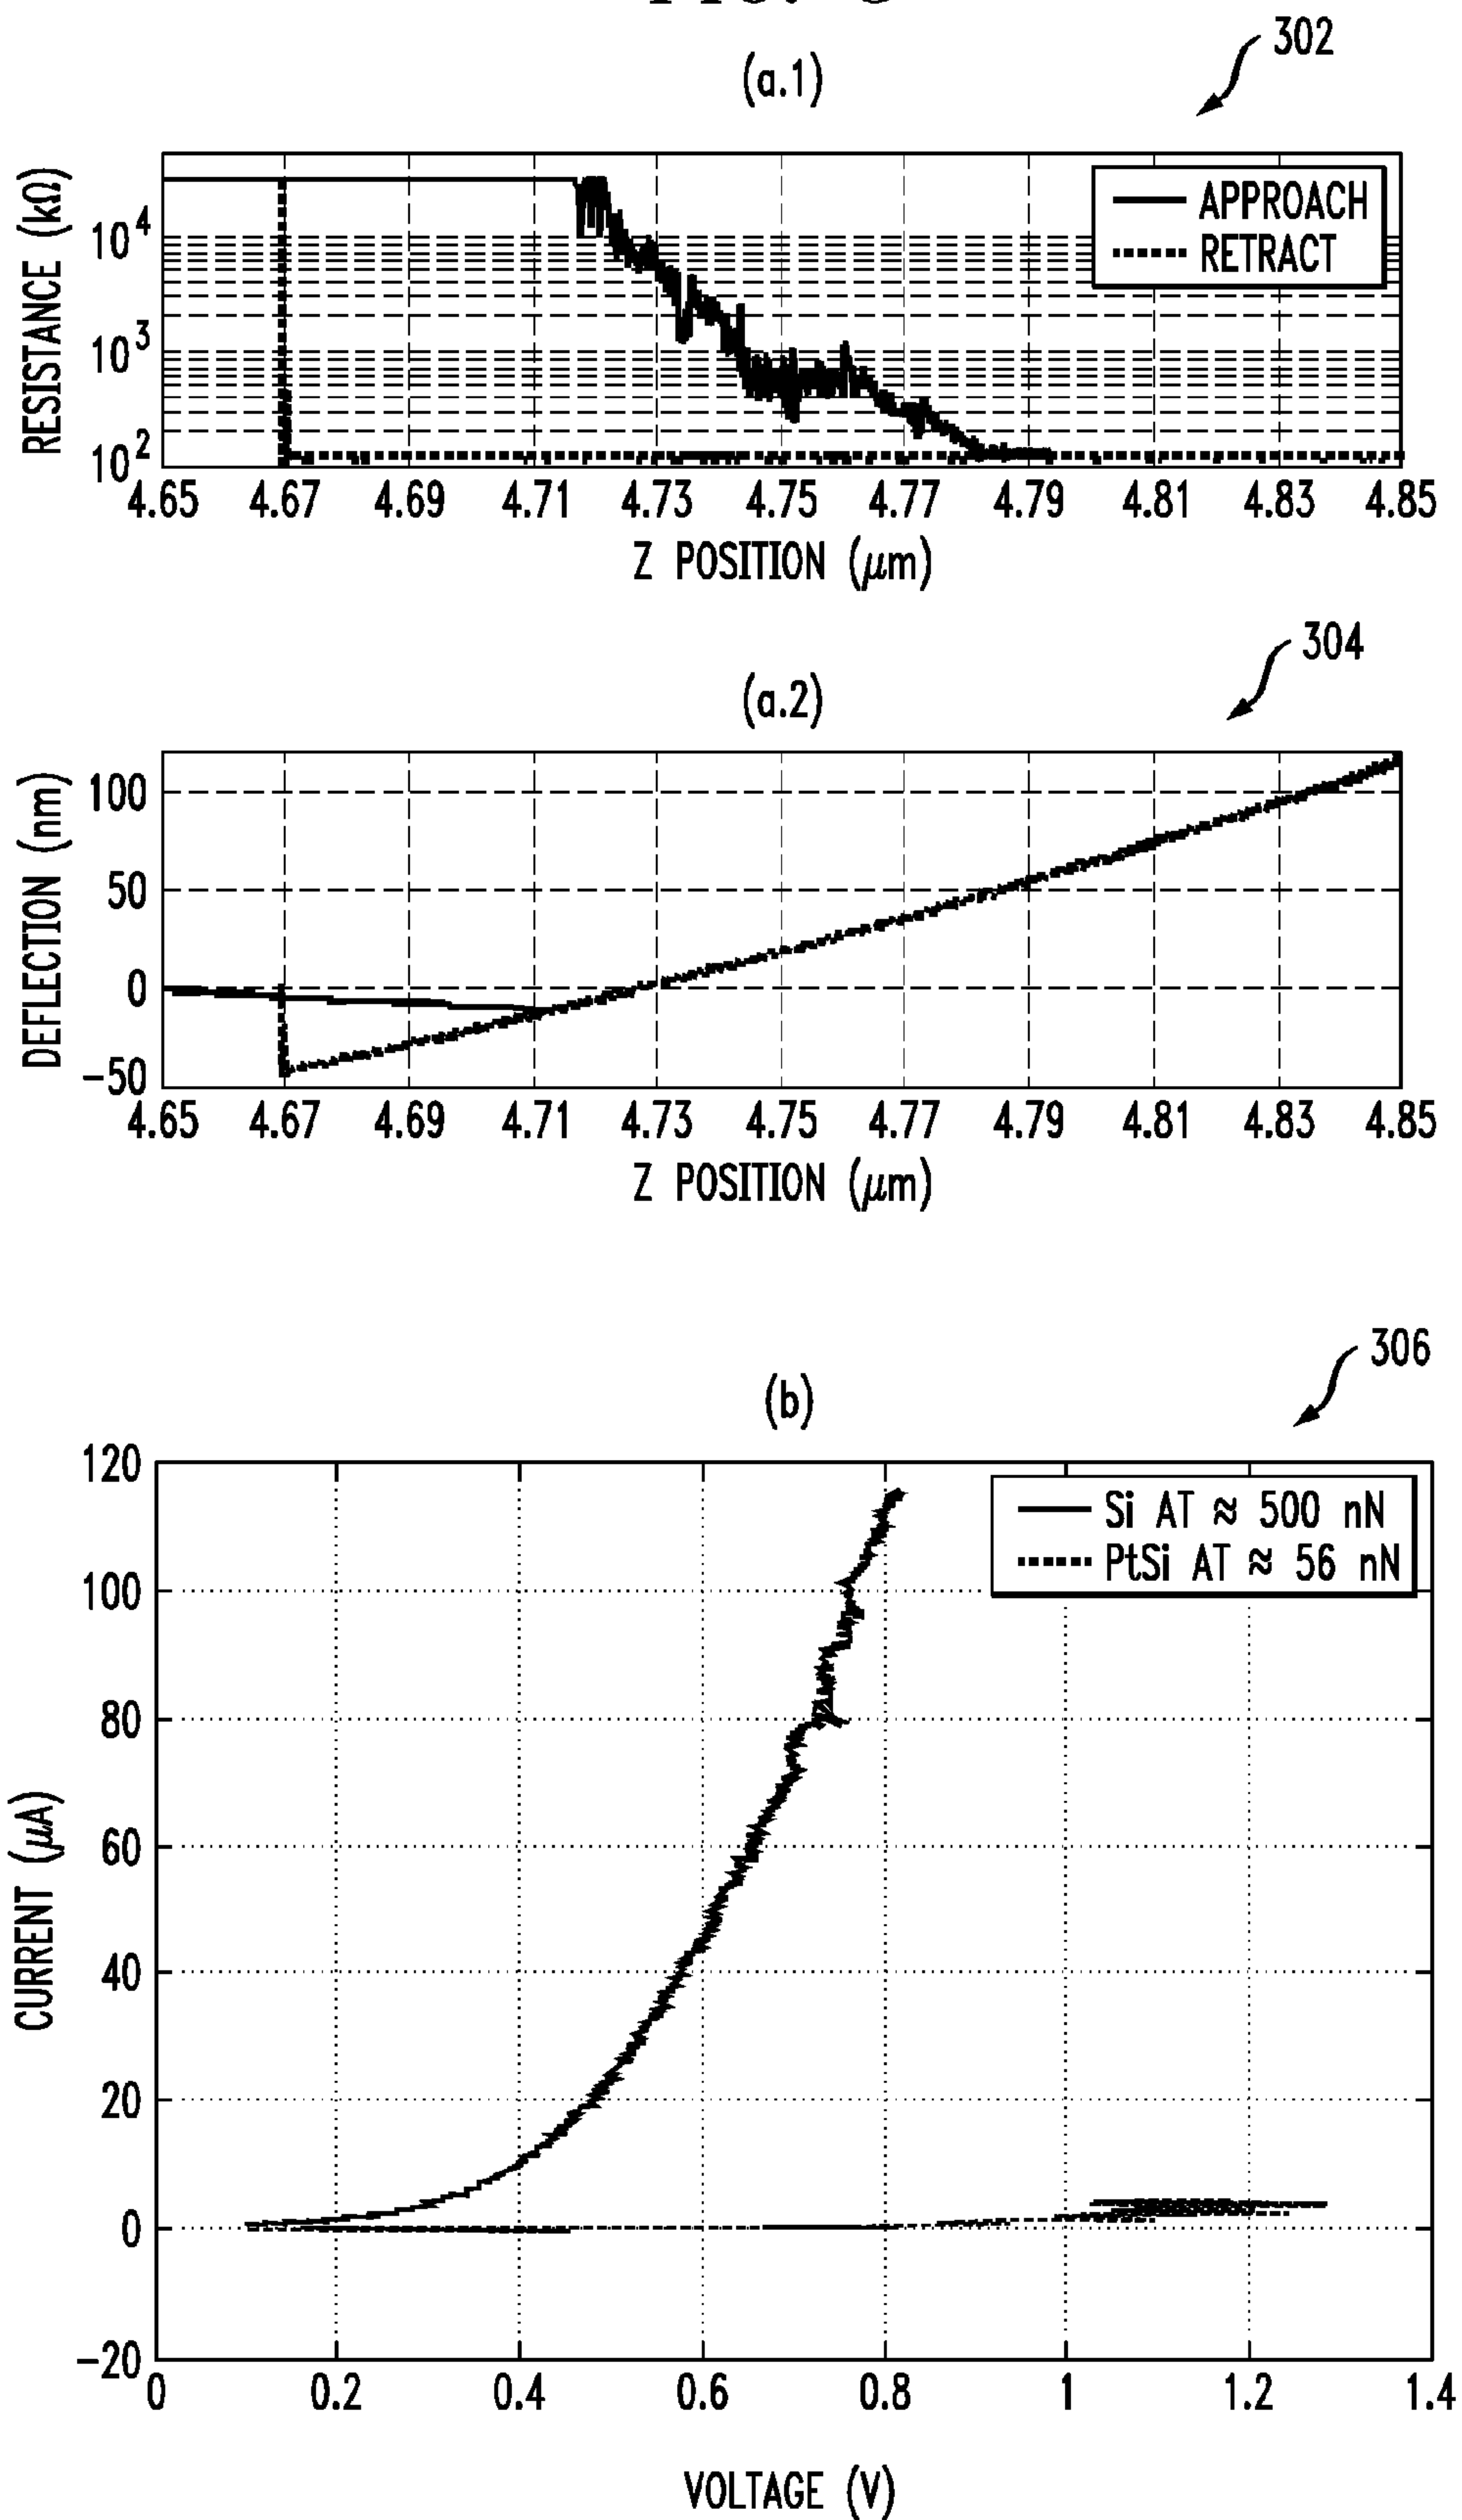 302
(a.1)
APPROACH
RETRACT
RESISTANCE (kΩ)
10^4
10^3
10^2
4.65 4.67 4.69 4.71 4.73 4.75 4.77 4.79 4.81 4.83 4.85
Z POSITION (μm)
304
(a.2)
DEFLECTION (nm)
100
50
0
-50
4.65 4.67 4.69 4.71 4.73 4.75 4.77 4.79 4.81 4.83 4.85
Z POSITION (μm)
306
(b)
Si AT ≈ 500 nN
PtSi AT ≈ 56 nN
CURRENT (μA)
120
100
80
60
40
20
0
-20
0 0.2 0.4 0.6 0.8 1 1.2 1.4
VOLTAGE (V)